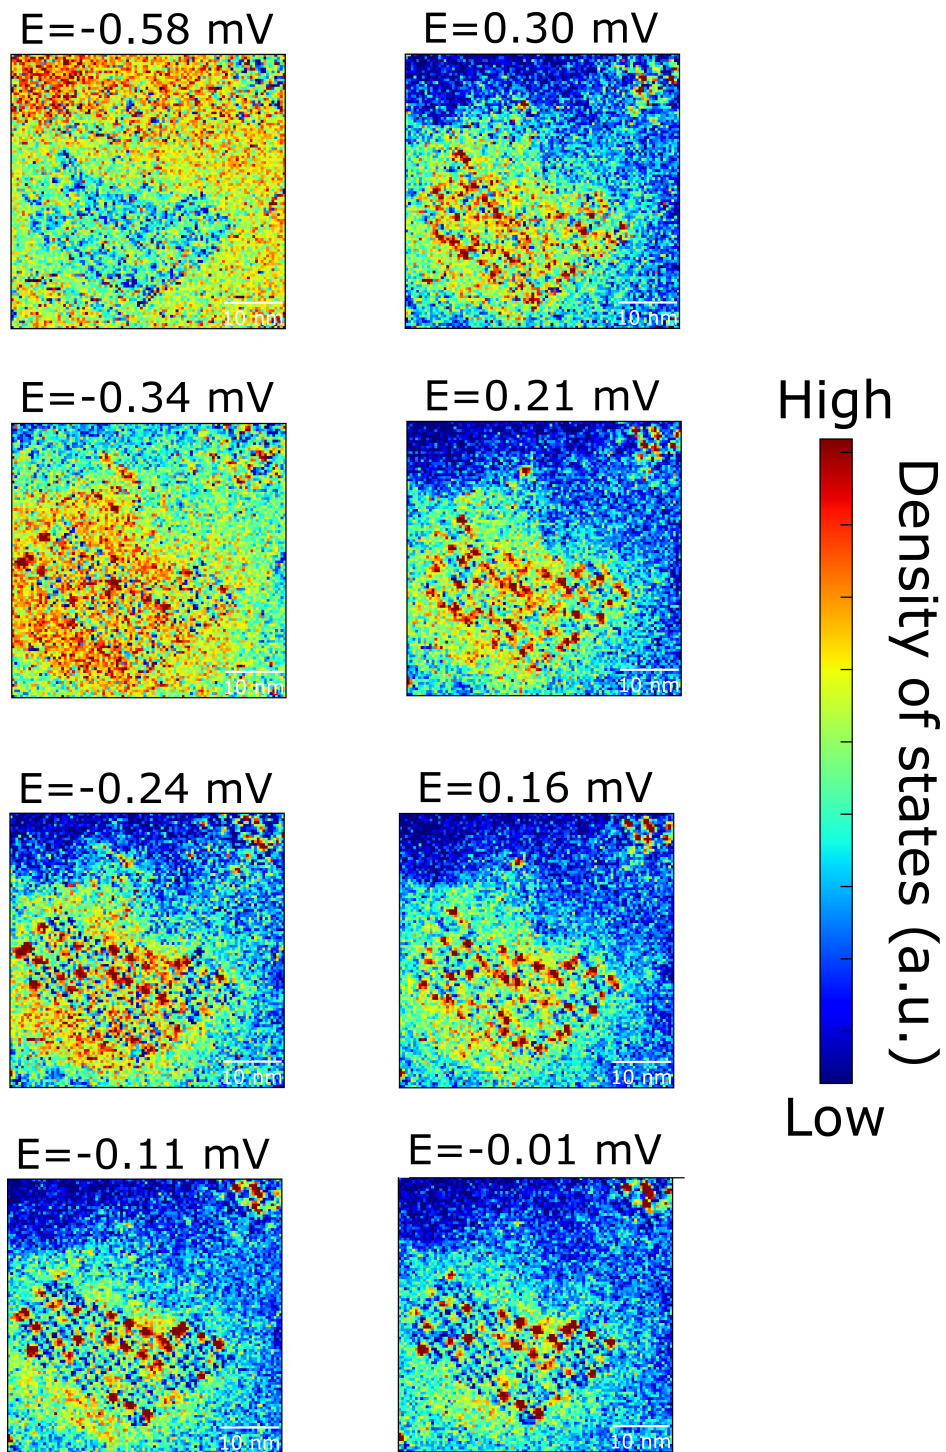 E=-0.58 mV
E=0.30 mV
10 nm
10 nm
E=-0.34 mV
E=0.21 mV
10 nm
10 nm
E=-0.24 mV
E=0.16 mV
10 nm
10 nm
E=-0.11 mV
E=-0.01 mV
10 nm
10 nm
High
Density of states (a.u.)
Low